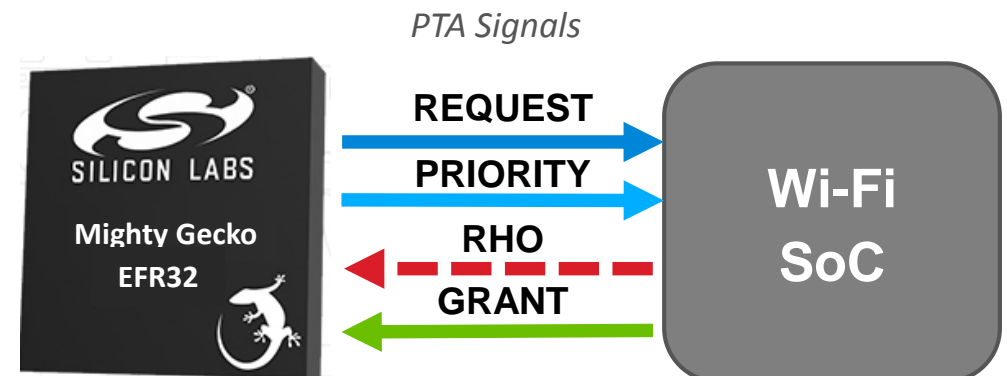 PTA Signals
REQUEST
PRIORITY
RHO
GRANT
SILICON LABS
Mighty Gecko
EFR32
Wi-Fi
SoC